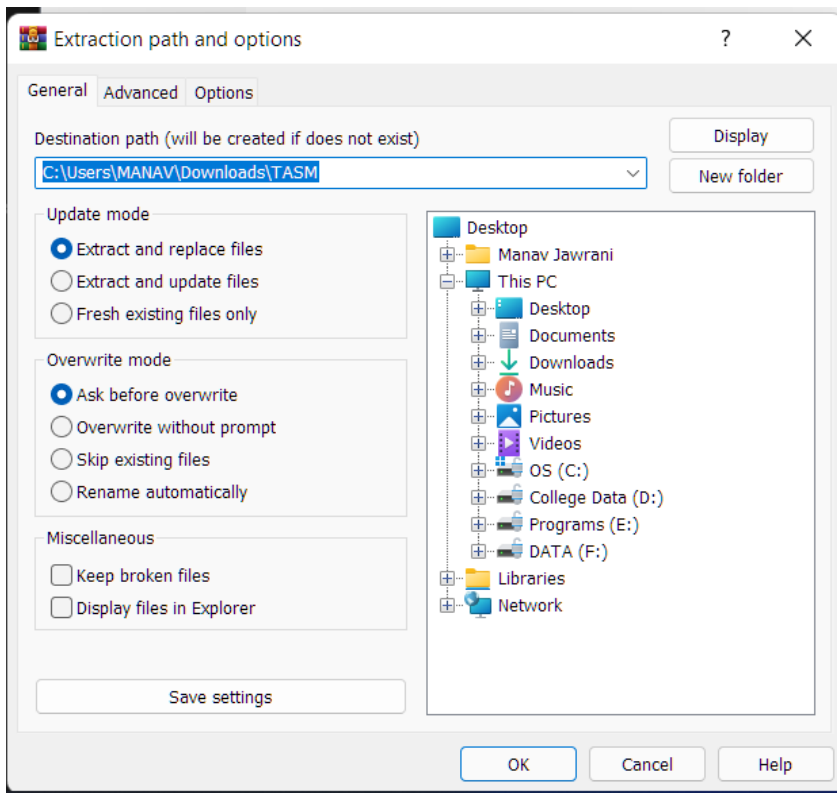 Extraction path and options
? ×
General Advanced Options
Destination path (will be created if does not exist)
Display
C:\Users\MANAV\Downloads\TASM
New folder
Update mode
Extract and replace files
Extract and update files
Fresh existing files only
Overwrite mode
Ask before overwrite
Overwrite without prompt
Skip existing files
Rename automatically
Miscellaneous
Keep broken files
Display files in Explorer
Save settings
Desktop
Manav Jawrani
This PC
Desktop
Documents
Downloads
Music
Pictures
Videos
OS (C:)
College Data (D:)
Programs (E:)
DATA (F:)
Libraries
Network
OK Cancel Help